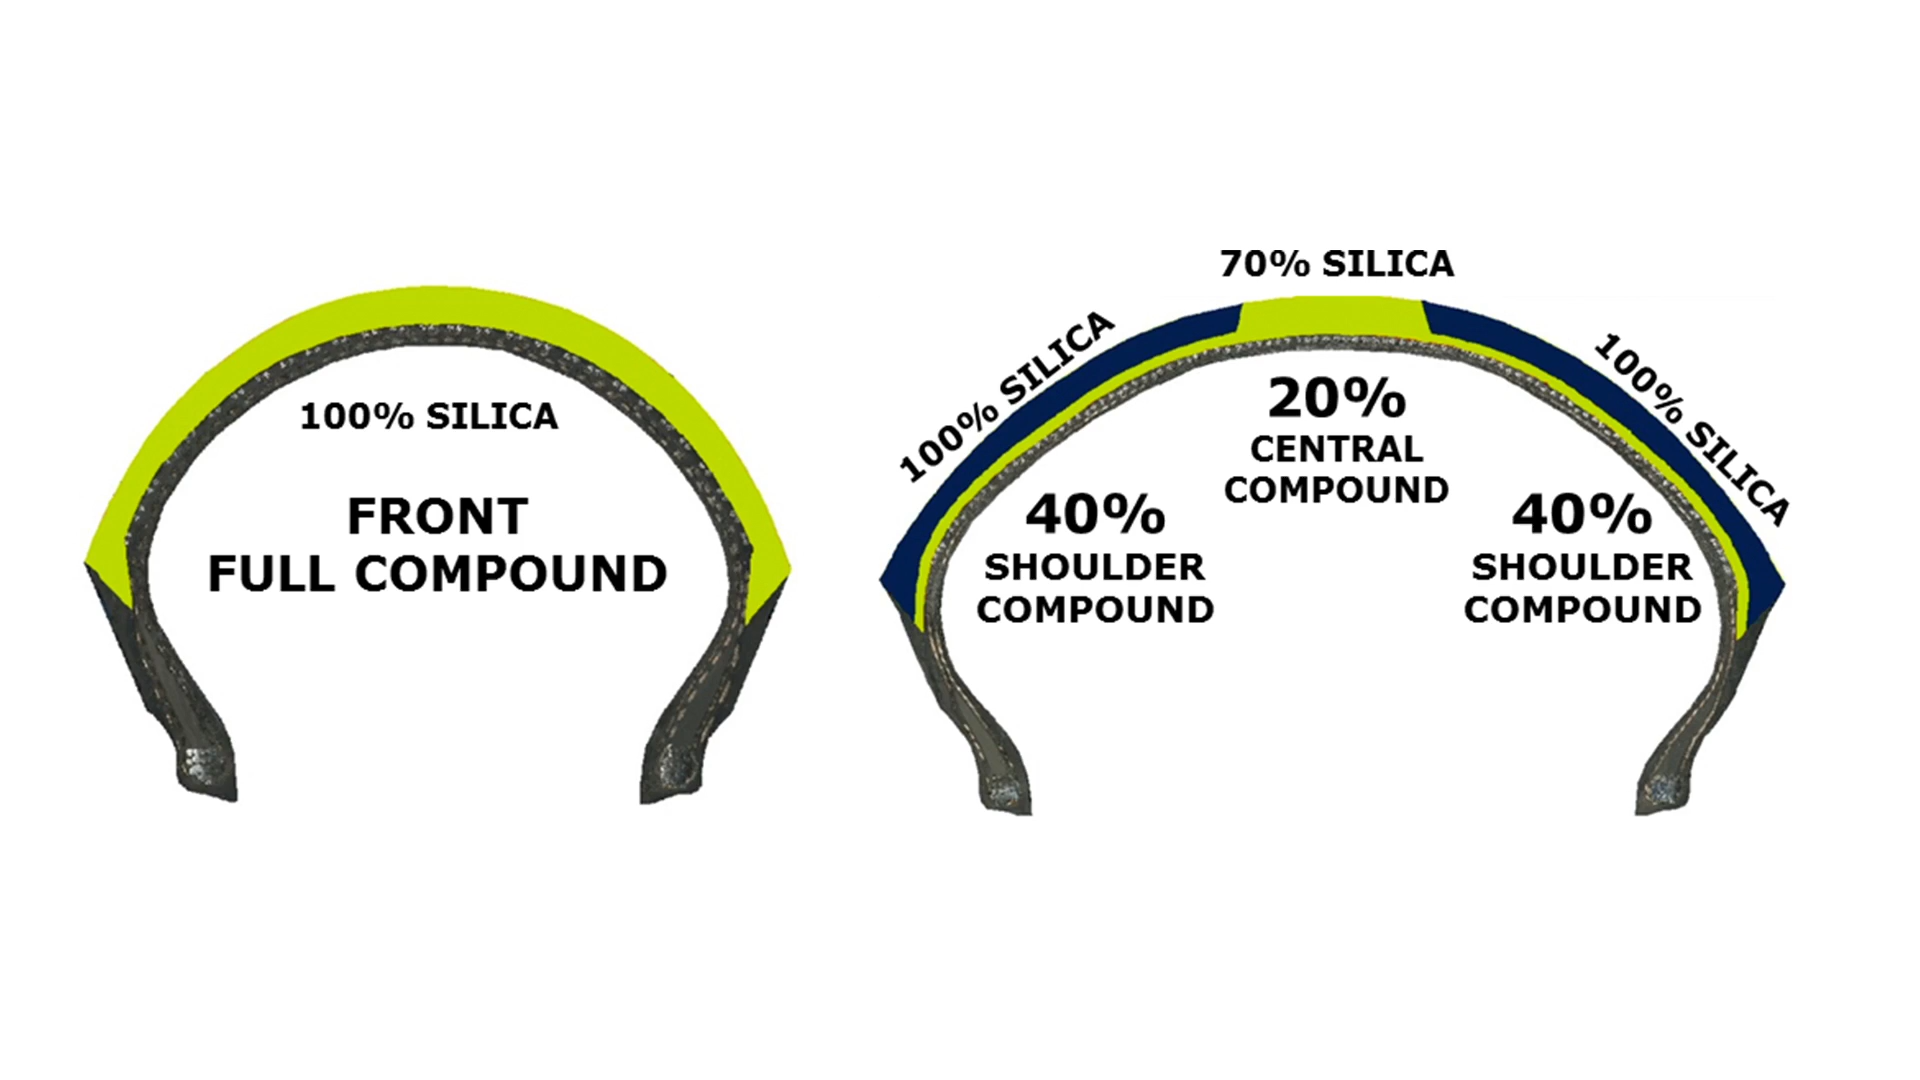 100% SILICA
FRONT
FULL COMPOUND
70% SILICA
100% SILICA
100% SILICA
20%
CENTRAL
COMPOUND
40%
SHOULDER
COMPOUND
40%
SHOULDER
COMPOUND